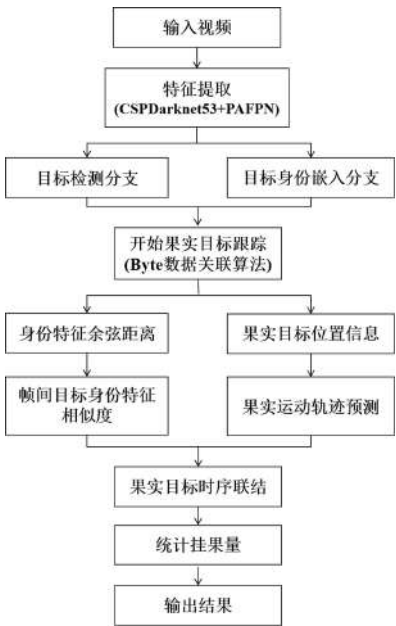 输入视频
特征提取
(CSPDarknet53+PAFPN)
目标检测分支
目标身份嵌入分支
开始果实目标跟踪
(Byte数据关联算法)
身份特征余弦距离
果实目标位置信息
帧间目标身份特征
相似度
果实运动轨迹预测
果实目标时序联结
统计挂果量
输出结果